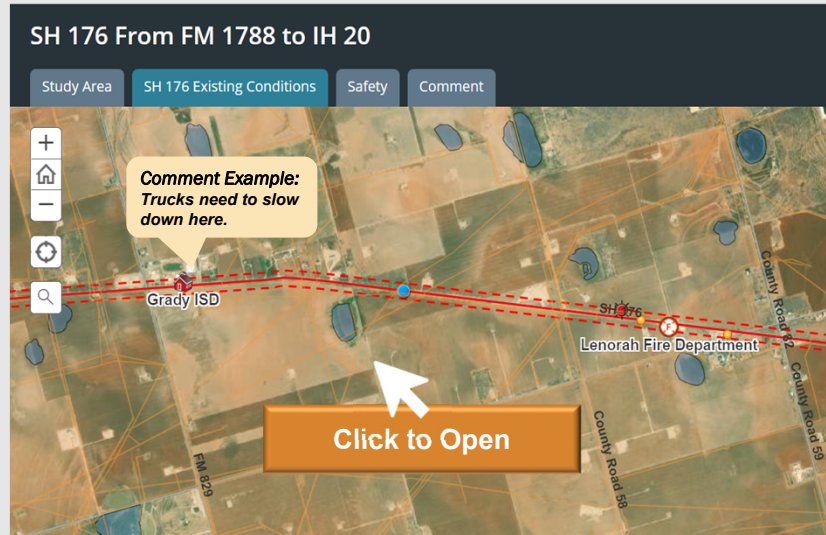 SH 176 From FM 1788 to IH 20
Study Area
SH 176 Existing Conditions
Safety
Comment
+
Comment Example:
Trucks need to slow
down here.
−
Grady ISD
SH 176
Lenorah Fire Department
F
County Road 82
County Road 59
Click to Open
FM 829
County Road 58